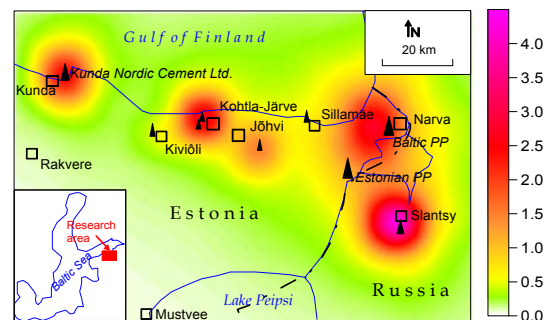 Gulf of Finland
N
20 km
Kunda Nordic Cement Ltd.
Kunda
Kohtla-Järve
Sillamäe
Narva
Jõhvi
Baltic PP
Kiviôli
Rakvere
Estonian PP
Estonia
Slantsy
Research
area
Baltic Sea
Lake Peipsi
Russia
Mustvee
4.0
3.5
3.0
2.5
2.0
1.5
1.0
0.5
0.0